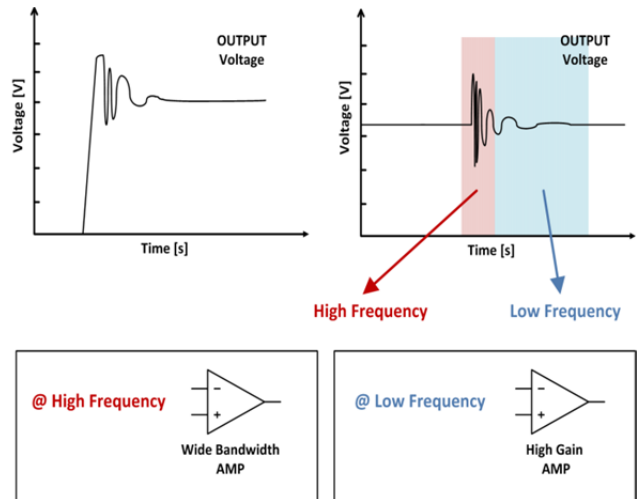 OUTPUT
Voltage
Voltage [V]
Time [s]
OUTPUT
Voltage
Voltage [V]
Time [s]
High Frequency
Low Frequency
@ High Frequency
−
+
Wide Bandwidth
AMP
@ Low Frequency
−
+
High Gain
AMP